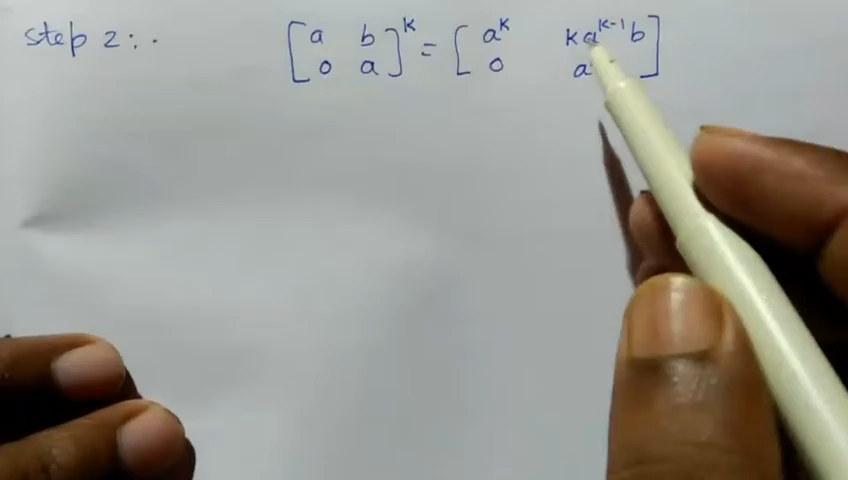 step 2:. [a b]^k = [a^k ka^(k-1)b]
[0 a] [0 a]